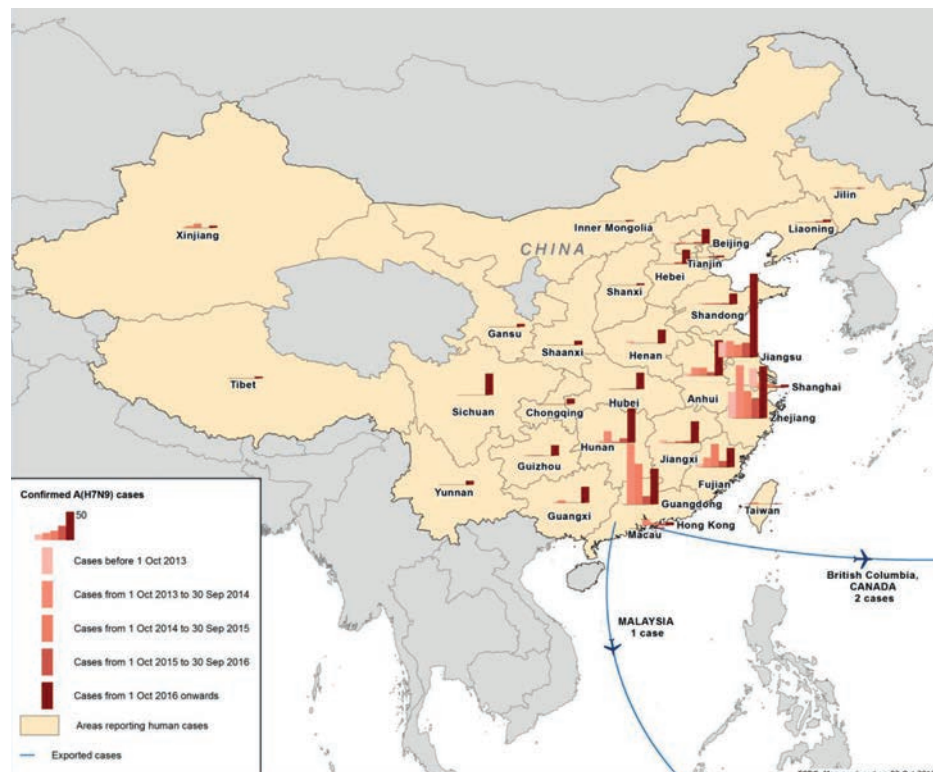 Jilin
Inner Mongolia
Liaoning
Xinjiang
CHINA
Beijing
Tianjin
Hebei
Shanxi
Shandong
Gansu
Shaanxi
Henan
Jiangsu
Tibet
Shanghai
Sichuan
Chongqing
Hubei
Anhui
Zhejiang
Hunan
Jiangxi
Guizhou
Fujian
Yunnan
Guangxi
Guangdong
Taiwan
Hong Kong
Macau
British Columbia,
CANADA
2 cases
MALAYSIA
1 case
Confirmed A(H7N9) cases
50
Cases before 1 Oct 2013
Cases from 1 Oct 2013 to 30 Sep 2014
Cases from 1 Oct 2014 to 30 Sep 2015
Cases from 1 Oct 2015 to 30 Sep 2016
Cases from 1 Oct 2016 onwards
Areas reporting human cases
Exported cases